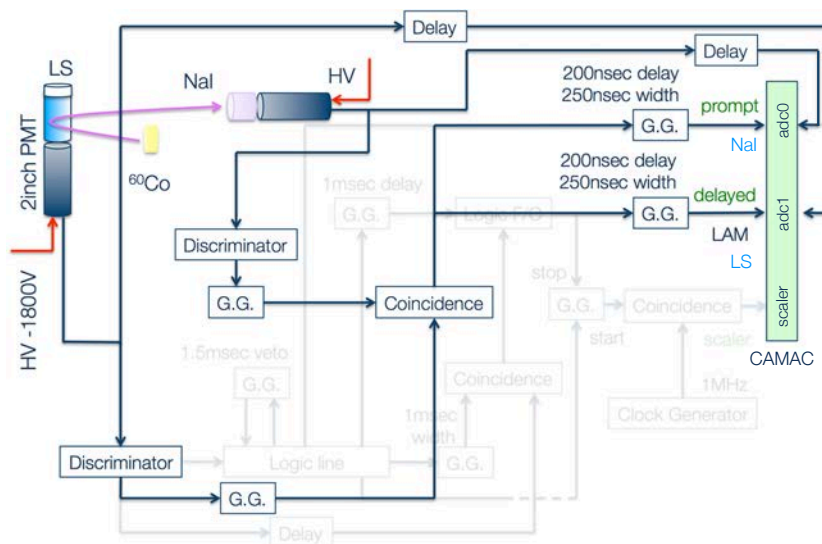 Delay
LS
Delay
NaI
HV
200nsec delay
250nsec width
prompt
adc0
G.G.
NaI
2inch PMT
60Co
200nsec delay
250nsec width
1msec delay
delayed
G.G.
Logic F/O
G.G.
adc1
LAM
Discriminator
LS
stop
G.G.
Coincidence
G.G.
Coincidence
scaler
HV -1800V
start
1.5msec veto
scaler
CAMAC
G.G.
Coincidence
1MHz
1msec
width
Clock Generator
Discriminator
Logic line
G.G.
G.G.
Delay